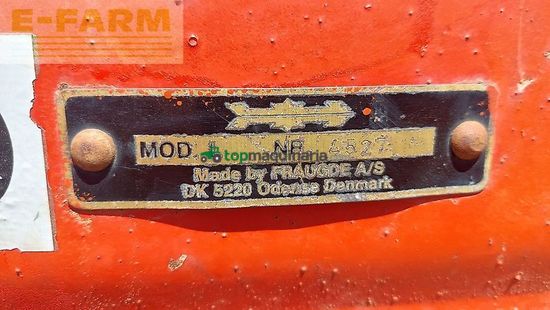 E-FARM
MOD. NR.
topmaquinaria
Made by FRAUGDE A/S
DK 5220 Odense Denmark